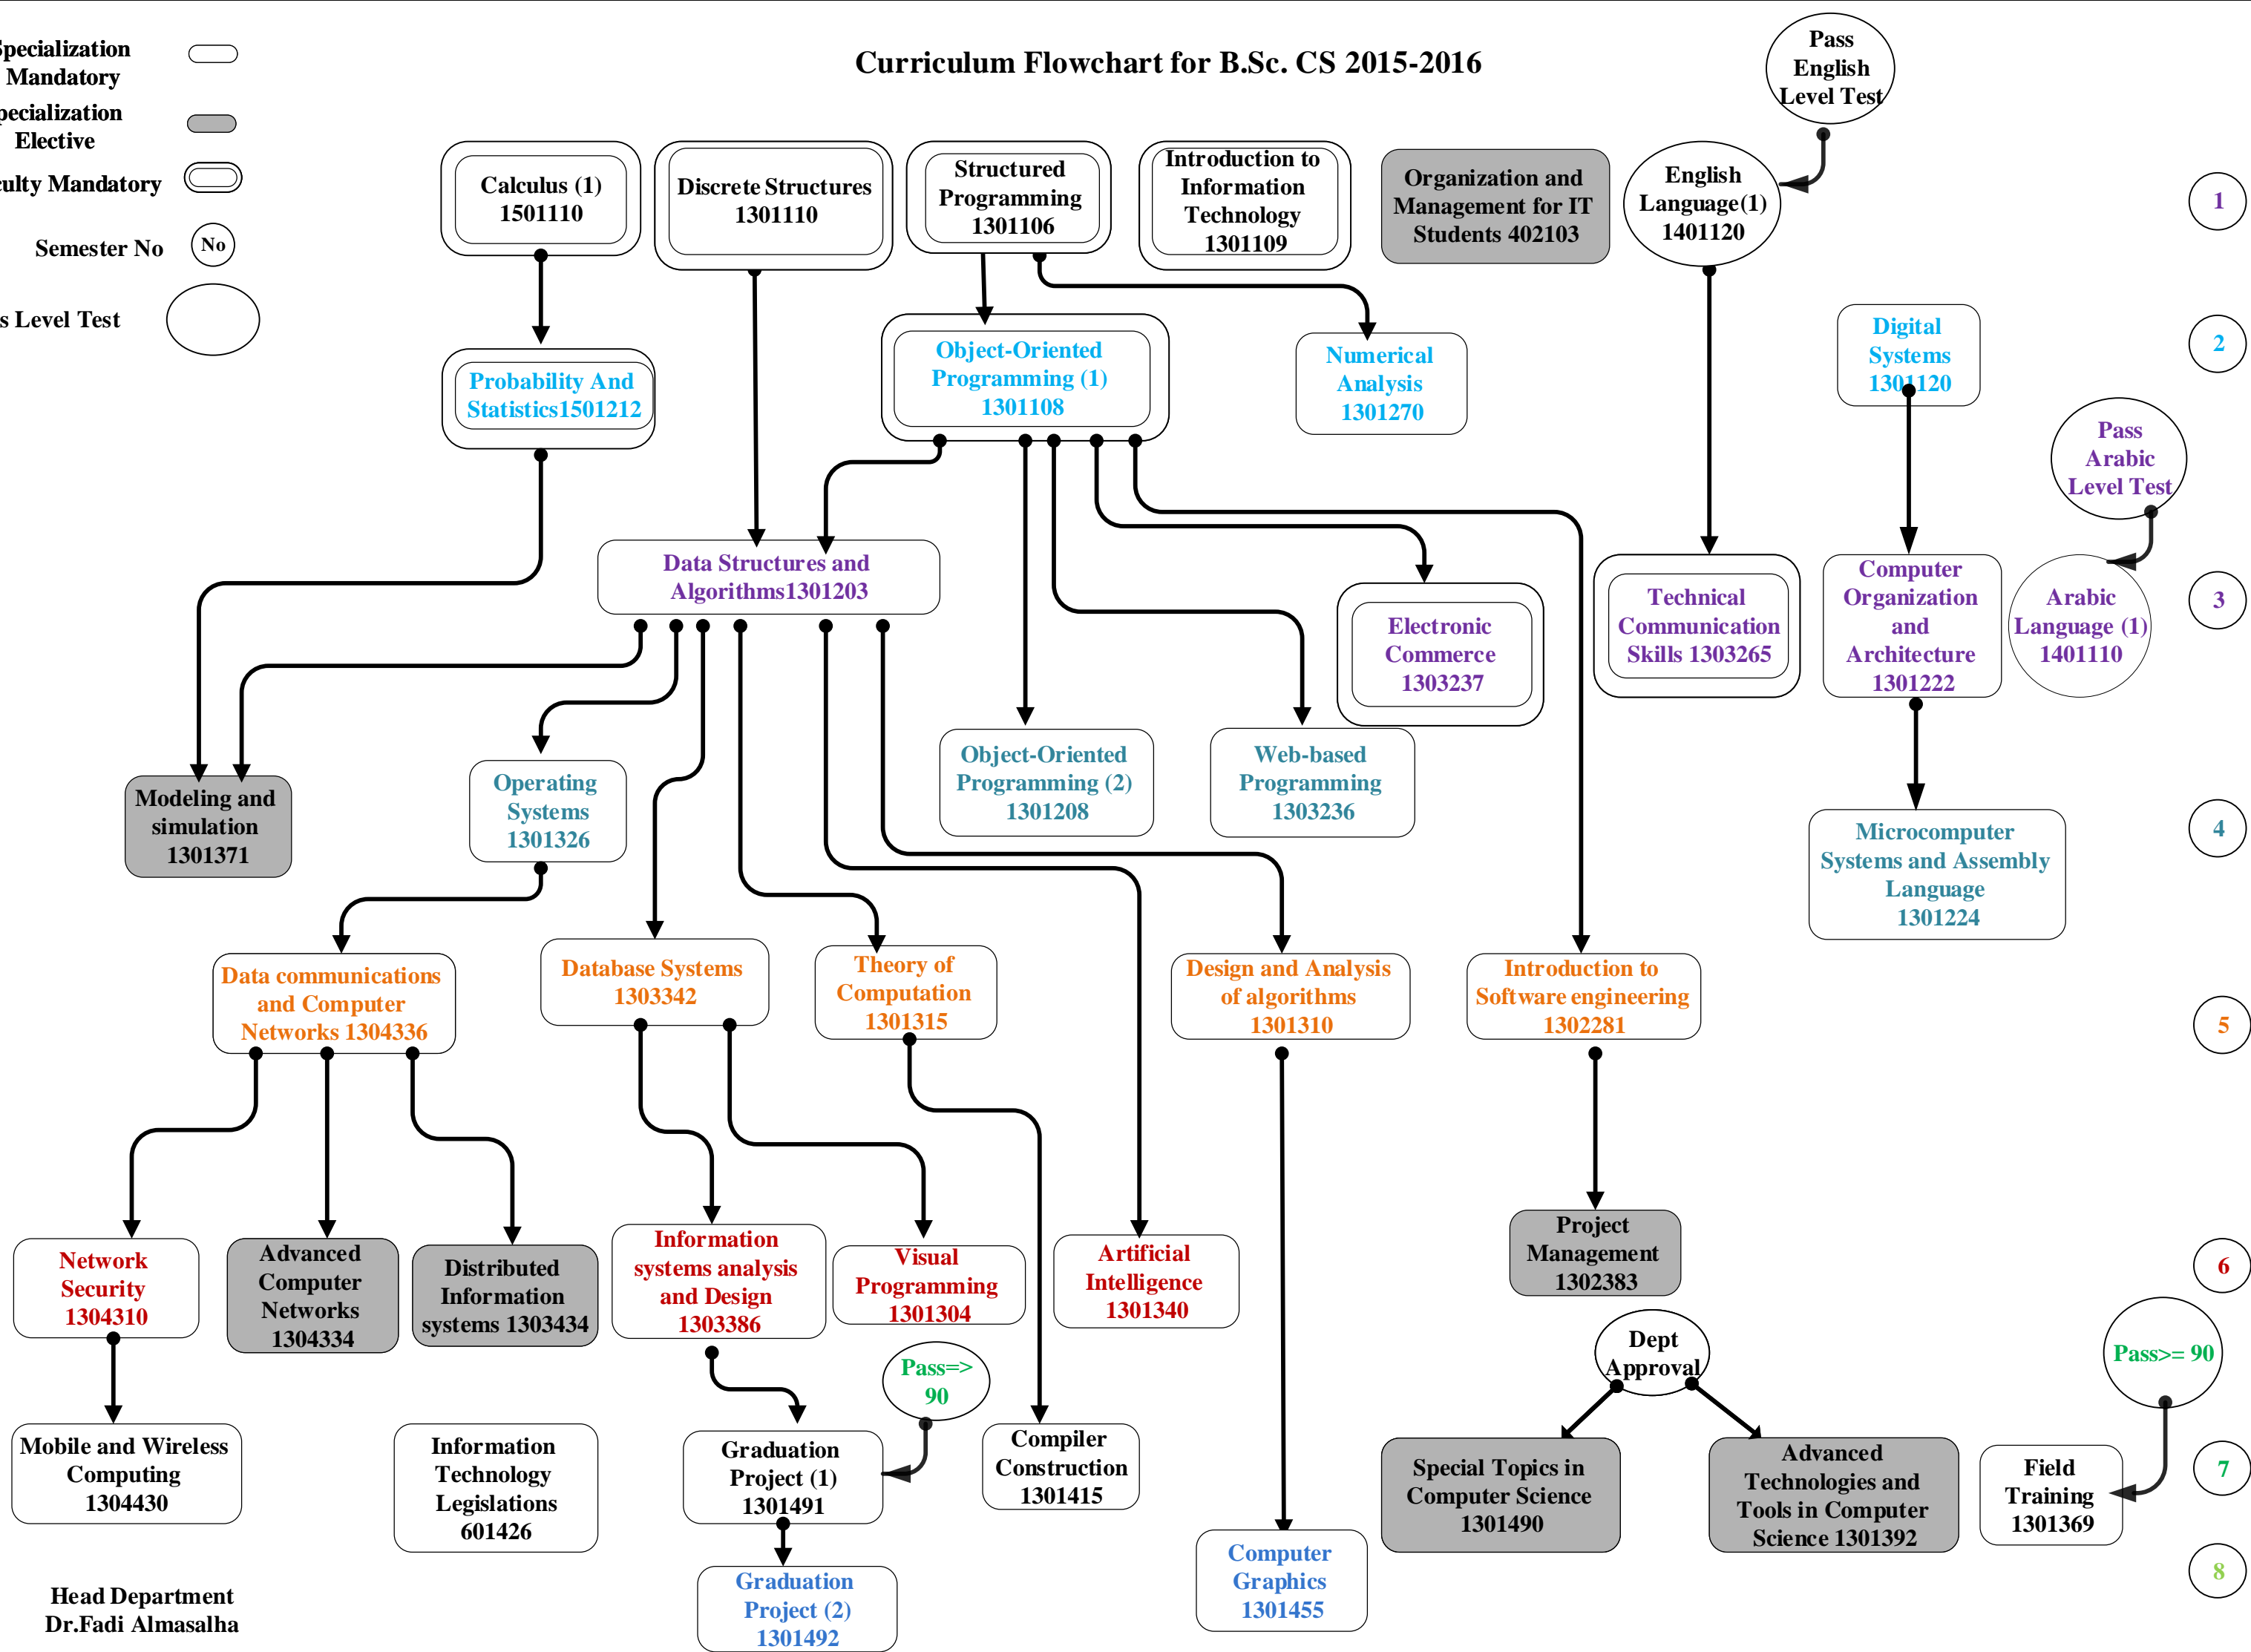 Curriculum Flowchart for B.Sc. CS 2015-2016
Specialization
Mandatory
Specialization
Elective
Faculty Mandatory
Semester No
No
Level Test
Pass
English
Level Test
Calculus (1)
1501110
Discrete Structures
1301110
Structured
Programming
1301106
Introduction to
Information
Technology
1301109
Organization and
Management for IT
Students 402103
English
Language(1)
1401120
1
Probability And
Statistics1501212
Object-Oriented
Programming (1)
1301108
Numerical
Analysis
1301270
Digital
Systems
1301120
2
Pass
Arabic
Level Test
Data Structures and
Algorithms1301203
Electronic
Commerce
1303237
Technical
Communication
Skills 1303265
Computer
Organization
and
Architecture
1301222
Arabic
Language (1)
1401110
3
Modeling and
simulation
1301371
Operating
Systems
1301326
Object-Oriented
Programming (2)
1301208
Web-based
Programming
1303236
Microcomputer
Systems and Assembly
Language
1301224
4
Data communications
and Computer
Networks 1304336
Database Systems
1303342
Theory of
Computation
1301315
Design and Analysis
of algorithms
1301310
Introduction to
Software engineering
1302281
5
Network
Security
1304310
Advanced
Computer
Networks
1304334
Distributed
Information
systems 1303434
Information
systems analysis
and Design
1303386
Visual
Programming
1301304
Artificial
Intelligence
1301340
Project
Management
1302383
6
Pass=>
90
Dept
Approval
Pass>= 90
Mobile and Wireless
Computing
1304430
Information
Technology
Legislations
601426
Graduation
Project (1)
1301491
Compiler
Construction
1301415
Special Topics in
Computer Science
1301490
Advanced
Technologies and
Tools in Computer
Science 1301392
Field
Training
1301369
7
Graduation
Project (2)
1301492
Computer
Graphics
1301455
8
Head Department
Dr.Fadi Almasalha